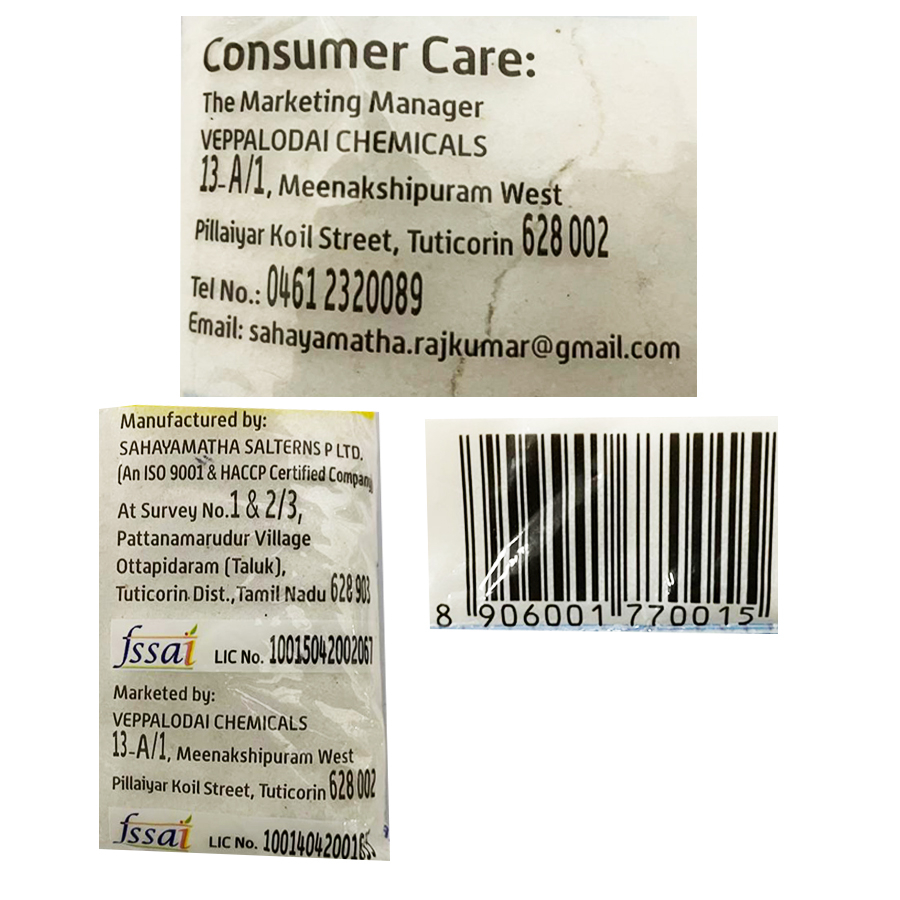 Consumer Care:
The Marketing Manager
VEPPALODAI CHEMICALS
13-A/1, Meenakshipuram West
Pillaiyar Koil Street, Tuticorin 628 002
Tel No.: 0461 2320089
Email: sahayamatha.rajkumar@gmail.com
Manufactured by:
SAHAYAMATHA SALTERNS P LTD.
(An ISO 9001 & HACCP Certified Company
At Survey No.1 & 2/3,
Pattanamarudur Village
Ottapidaram (Taluk),
Tuticorin Dist., Tamil Nadu 628 903
fssai LIC No. 10015042002067
Marketed by:
VEPPALODAI CHEMICALS
13-A/1, Meenakshipuram West
Pillaiyar Koil Street, Tuticorin 628 002
fssai LIC No.
8 906001 770015